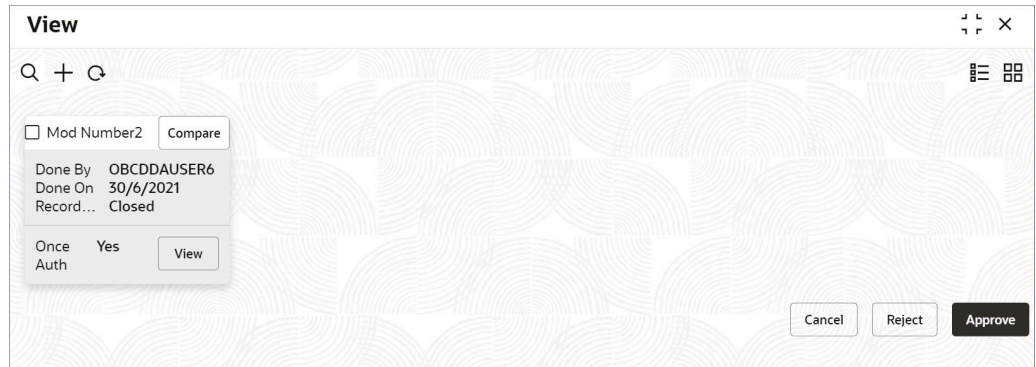 View
Mod Number2 Compare
Done By OBCDDAUSER6
Done On 30/6/2021
Record... Closed
Once Auth Yes View
Cancel Reject Approve